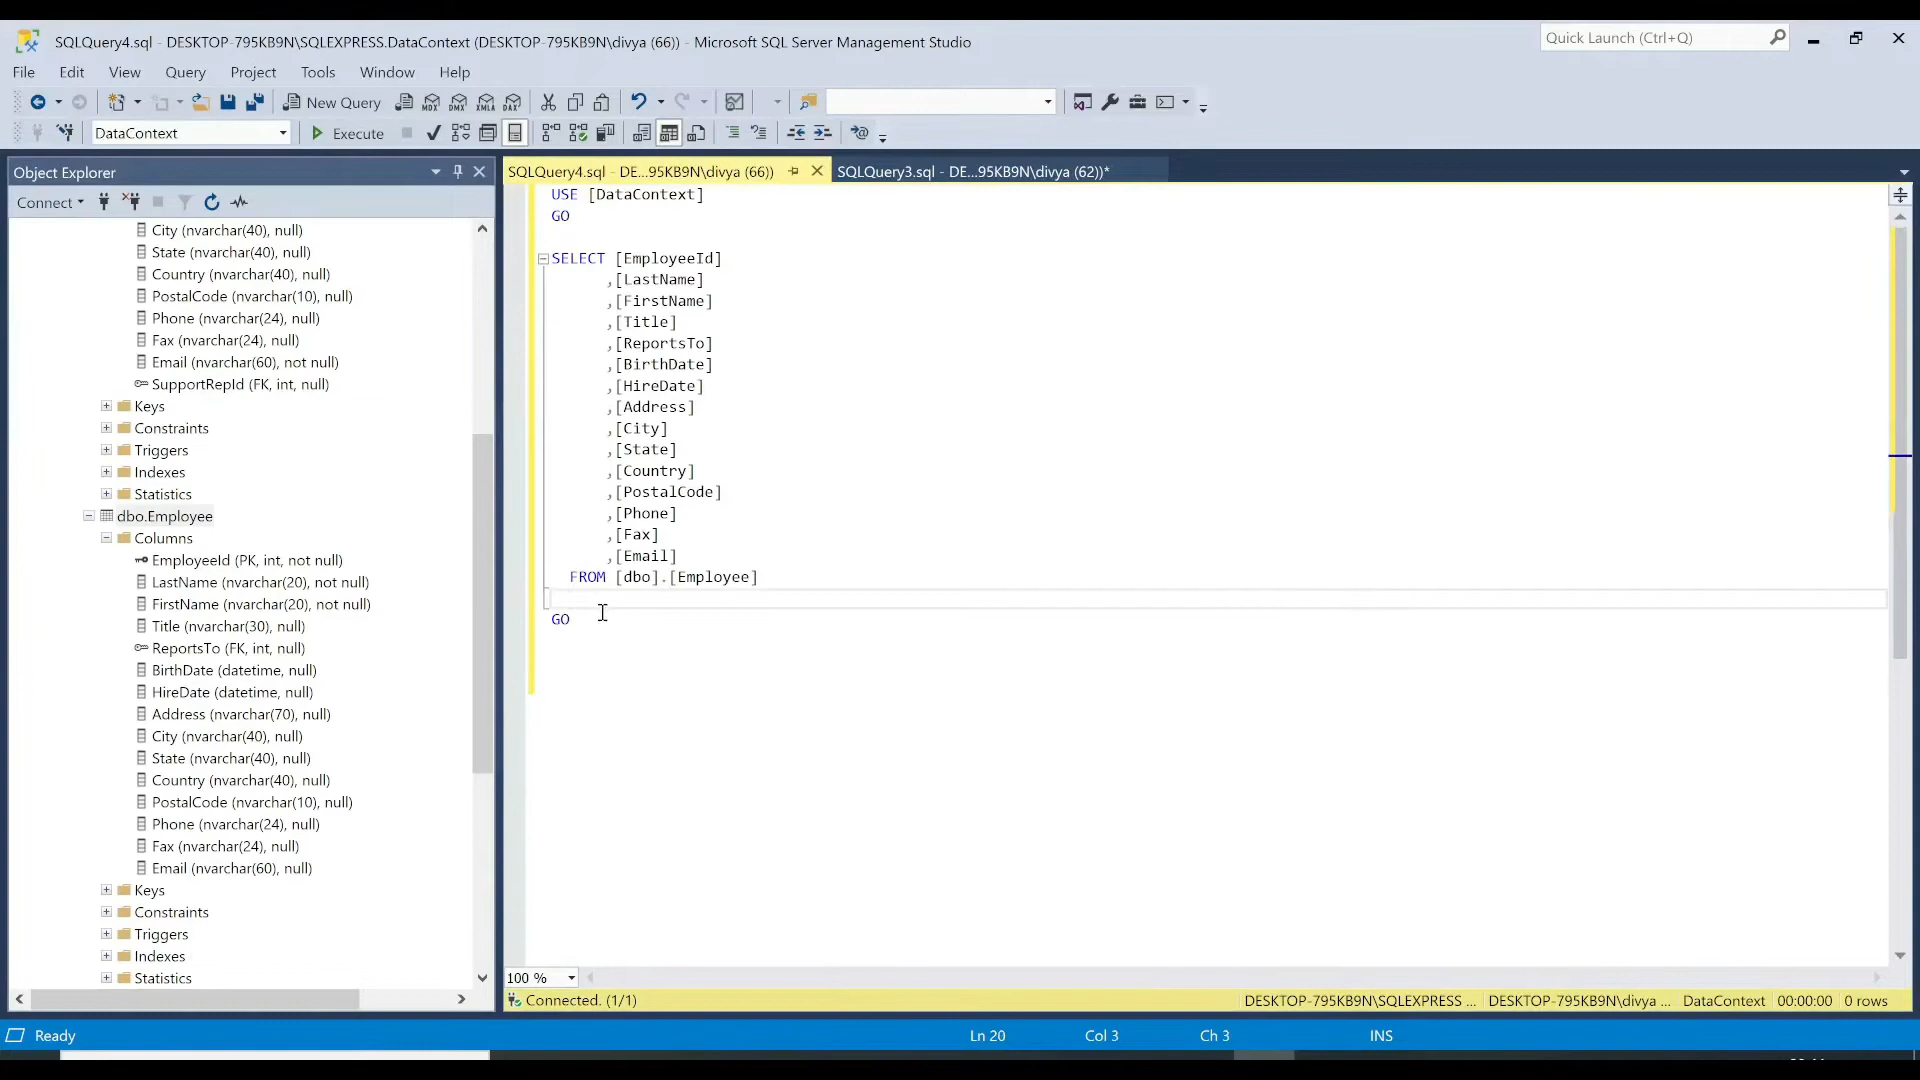 SQLQuery4.sql - DESKTOP-795KB9N\SQLEXPRESS.DataContext (DESKTOP-795KB9N\divya (66)) - Microsoft SQL Server Management Studio
Quick Launch (Ctrl+Q)
File Edit View Query Project Tools Window Help
New Query
MDX DMX XMLA DAX
DataContext
Execute
Object Explorer
SQLQuery4.sql - DE...95KB9N\divya (66))
SQLQuery3.sql - DE...95KB9N\divya (62))*
Connect
City (nvarchar(40), null)
State (nvarchar(40), null)
Country (nvarchar(40), null)
PostalCode (nvarchar(10), null)
Phone (nvarchar(24), null)
Fax (nvarchar(24), null)
Email (nvarchar(60), not null)
SupportRepId (FK, int, null)
Keys
Constraints
Triggers
Indexes
Statistics
dbo.Employee
Columns
EmployeeId (PK, int, not null)
LastName (nvarchar(20), not null)
FirstName (nvarchar(20), not null)
Title (nvarchar(30), null)
ReportsTo (FK, int, null)
BirthDate (datetime, null)
HireDate (datetime, null)
Address (nvarchar(70), null)
City (nvarchar(40), null)
State (nvarchar(40), null)
Country (nvarchar(40), null)
PostalCode (nvarchar(10), null)
Phone (nvarchar(24), null)
Fax (nvarchar(24), null)
Email (nvarchar(60), null)
Keys
Constraints
Triggers
Indexes
Statistics
USE [DataContext]
GO
SELECT [EmployeeId]
,[LastName]
,[FirstName]
,[Title]
,[ReportsTo]
,[BirthDate]
,[HireDate]
,[Address]
,[City]
,[State]
,[Country]
,[PostalCode]
,[Phone]
,[Fax]
,[Email]
FROM [dbo].[Employee]
GO
100 %
Connected. (1/1)
DESKTOP-795KB9N\SQLEXPRESS ... DESKTOP-795KB9N\divya ... DataContext 00:00:00 0 rows
Ready
Ln 20 Col 3 Ch 3 INS